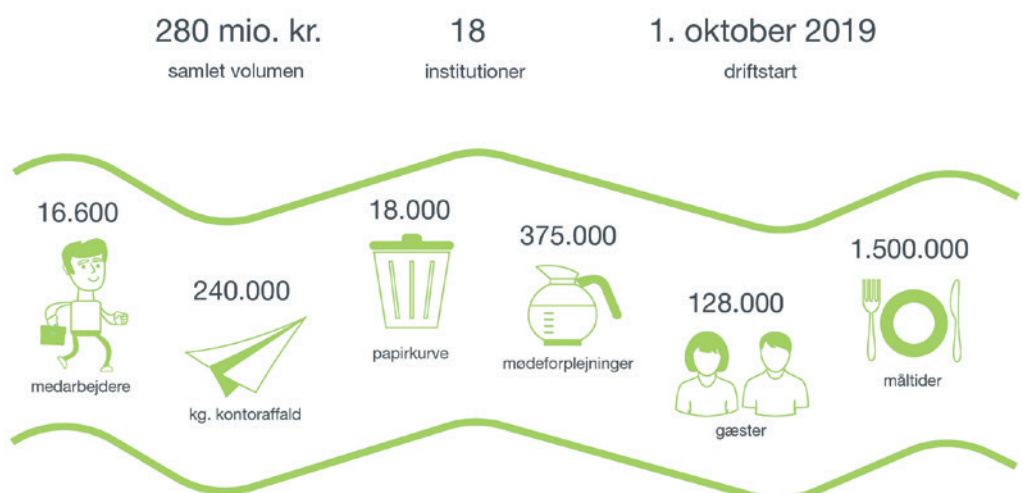 280 mio. kr.
samlet volumen
18
institutioner
1. oktober 2019
driftstart
16.600
medarbejdere
240.000
kg. kontoraffald
18.000
papirkurve
375.000
mødeforplejninger
128.000
gæster
1.500.000
måltider